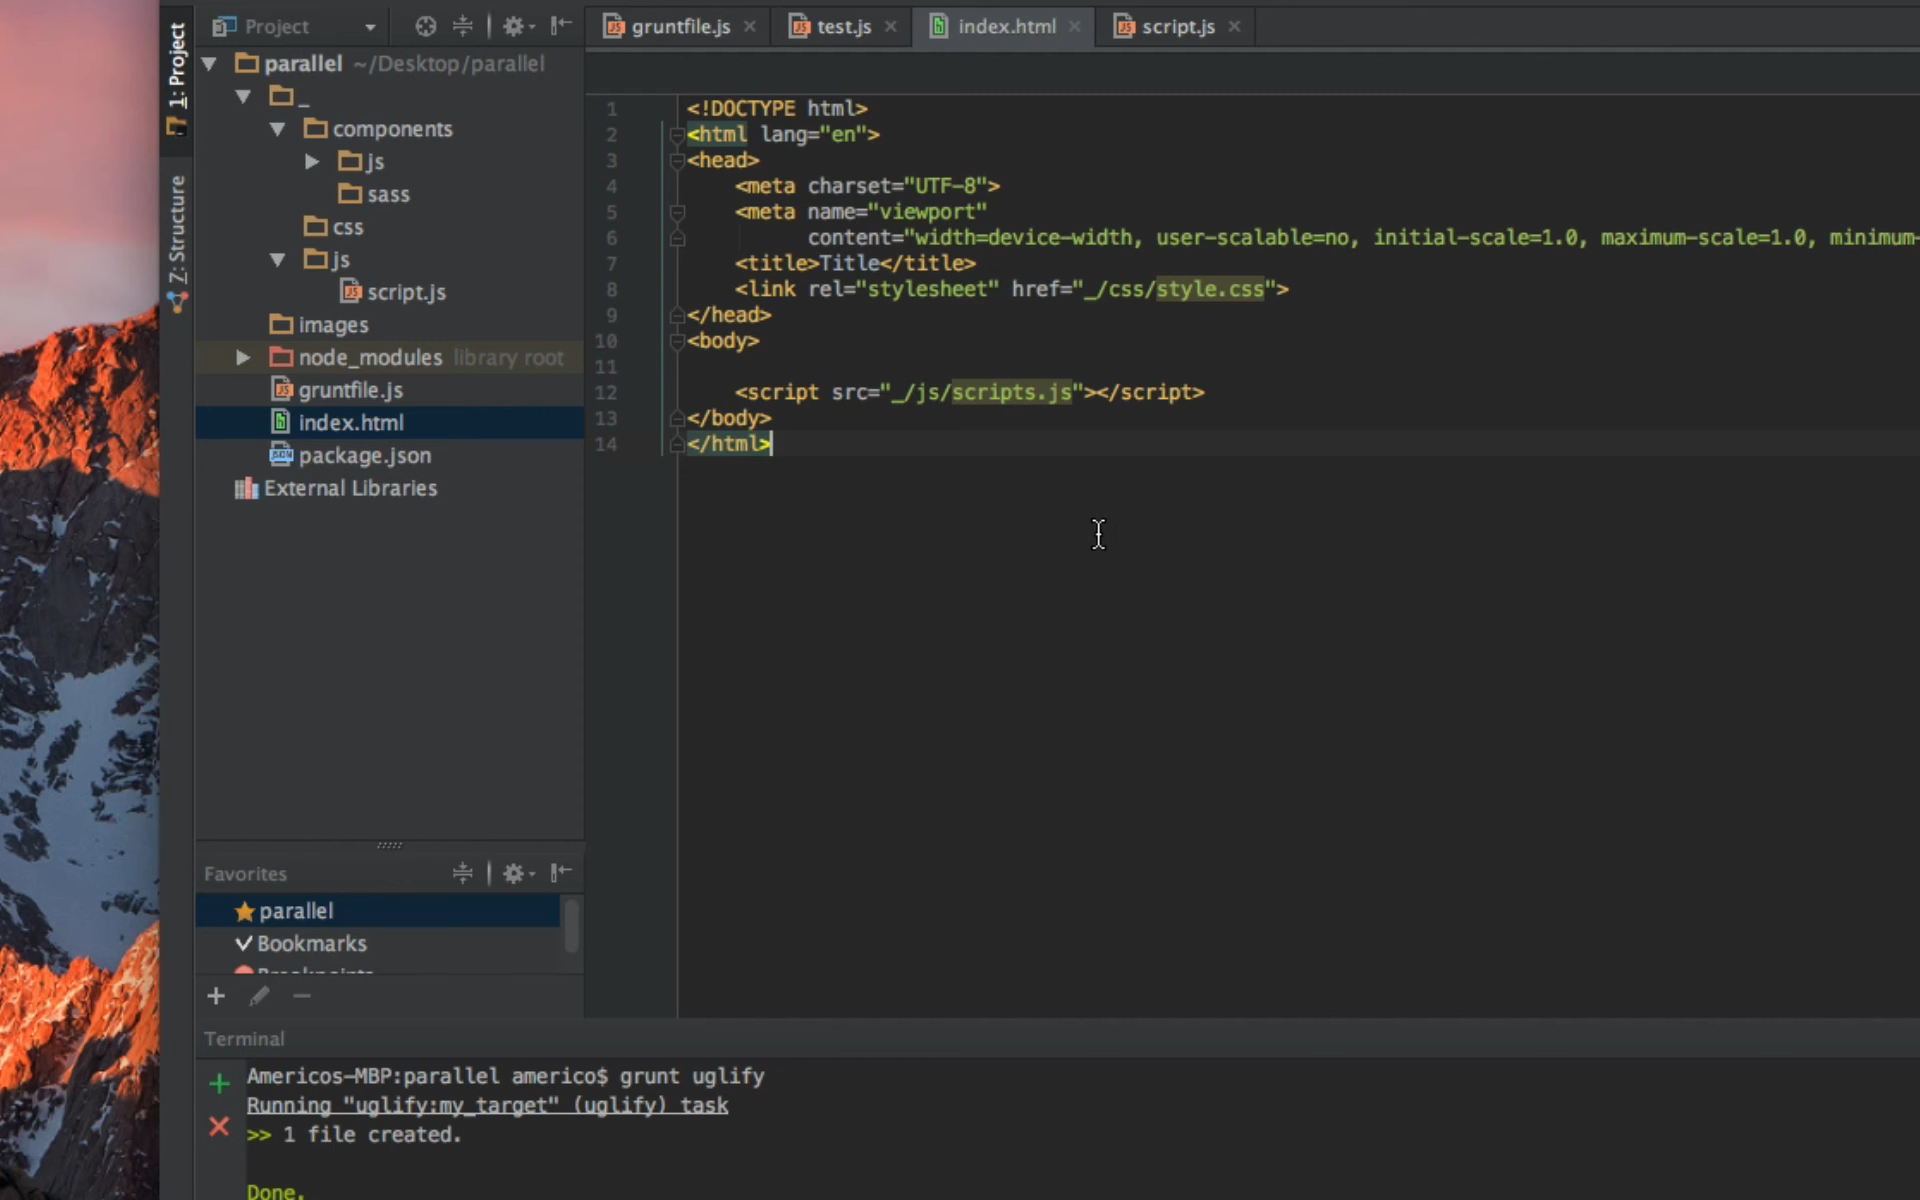 1: Project
Z: Structure
Project
parallel ~/Desktop/parallel
_
components
js
sass
css
js
script.js
images
node_modules library root
gruntfile.js
index.html
package.json
External Libraries
Favorites
parallel
Bookmarks
Breakpoints
gruntfile.js
test.js
index.html
script.js
1 <!DOCTYPE html>
2 <html lang="en">
3 <head>
4 <meta charset="UTF-8">
5 <meta name="viewport"
6 content="width=device-width, user-scalable=no, initial-scale=1.0, maximum-scale=1.0, minimum-
7 <title>Title</title>
8 <link rel="stylesheet" href="_/css/style.css">
9 </head>
10 <body>
11
12 <script src="_/js/scripts.js"></script>
13 </body>
14 </html>
Terminal
Americos-MBP:parallel americo$ grunt uglify
Running "uglify:my_target" (uglify) task
>> 1 file created.
Done.